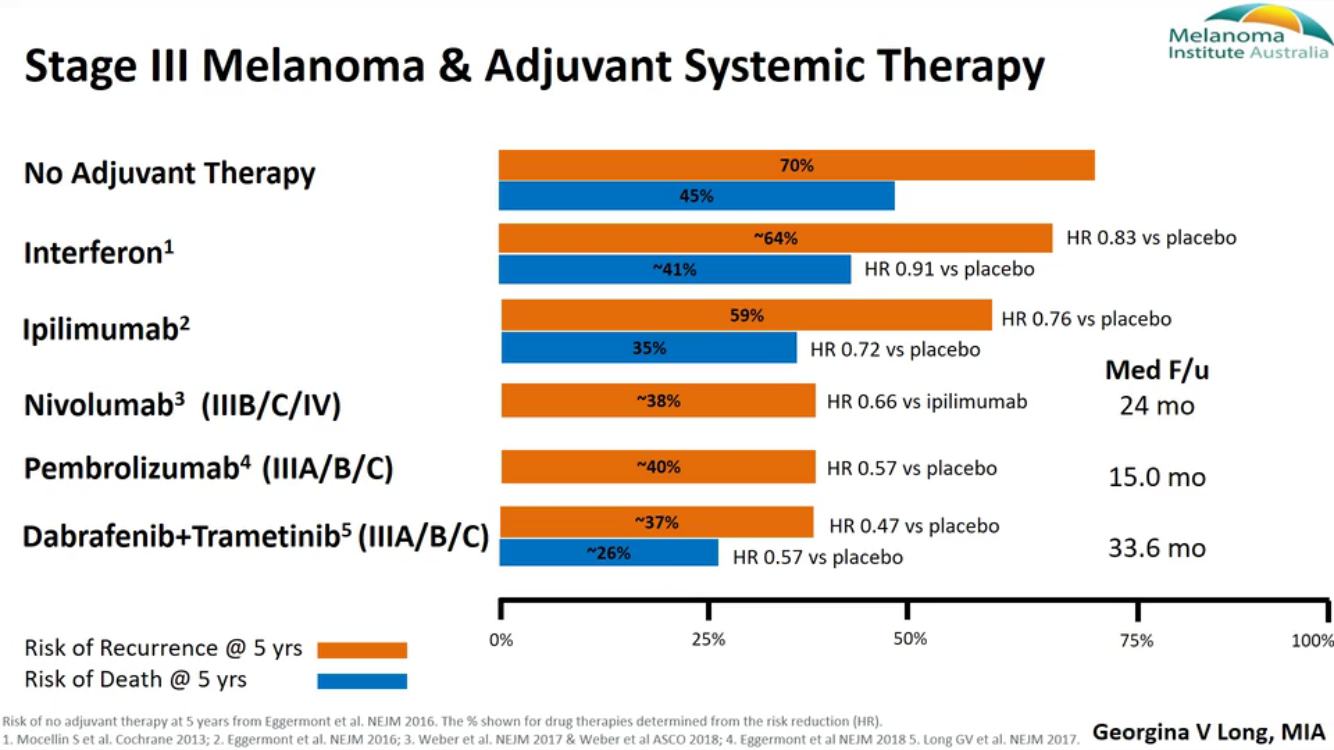 Melanoma
Institute Australia
Stage III Melanoma & Adjuvant Systemic Therapy
No Adjuvant Therapy
70%
45%
Interferon¹
~64%
HR 0.83 vs placebo
~41%
HR 0.91 vs placebo
Ipilimumab²
59%
HR 0.76 vs placebo
35%
HR 0.72 vs placebo
Med F/u
Nivolumab³ (IIIB/C/IV)
~38%
HR 0.66 vs ipilimumab
24 mo
Pembrolizumab⁴ (IIIA/B/C)
~40%
HR 0.57 vs placebo
15.0 mo
Dabrafenib+Trametinib⁵ (IIIA/B/C)
~37%
HR 0.47 vs placebo
~26%
HR 0.57 vs placebo
33.6 mo
0% 25% 50% 75% 100%
Risk of Recurrence @ 5 yrs
Risk of Death @ 5 yrs
Risk of no adjuvant therapy at 5 years from Eggermont et al. NEJM 2016. The % shown for drug therapies determined from the risk reduction (HR).
1. Mocellin S et al. Cochrane 2013; 2. Eggermont et al. NEJM 2016; 3. Weber et al. NEJM 2017 & Weber et al ASCO 2018; 4. Eggermont et al NEJM 2018 5. Long GV et al. NEJM 2017.
Georgina V Long, MIA